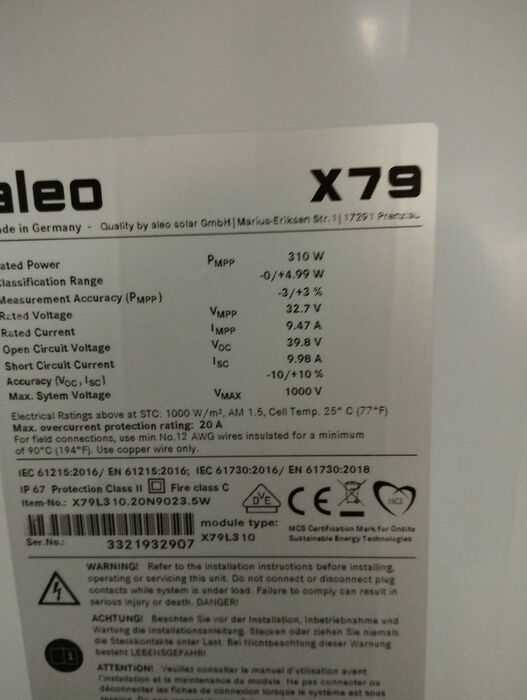 aleo X79
de in Germany - Quality by aleo solar GmbH | Marius-Eriksen Str. 1 | 17291 Prenzlau
ated Power PMPP 310 W
lassification Range -0/+4.99 W
Measurement Accuracy (PMPP) -3/+3 %
Rated Voltage VMPP 32.7 V
Rated Current IMPP 9.47 A
Open Circuit Voltage VOC 39.8 V
Short Circuit Current ISC 9.98 A
Accuracy (VOC, ISC) -10/+10 %
Max. Sytem Voltage VMAX 1000 V
Electrical Ratings above at STC: 1000 W/m², AM 1.5, Cell Temp. 25° C (77°F)
Max. overcurrent protection rating: 20 A
For field connections, use min No.12 AWG wires insulated for a minimum
of 90°C (194°F). Use copper wire only.
IEC 61215:2016/ EN 61215:2016; IEC 61730:2016/ EN 61730:2018
IP 67 Protection Class II Fire class C
Item-No.: X79L310.20N9023.5W
DVE CE MCS
module type: MCS Certification Mark for Onsite
X79L310 Sustainable Energy Technologies
Ser.No.: 3321932907
WARNING! Refer to the installation instructions before installing,
operating or servicing this unit. Do not connect or disconnect plug
contacts while system is under load. Failure to comply can result in
serious injury or death. DANGER!
ACHTUNG! Beachten Sie vor der Installation, Inbetriebnahme und
Wartung die Installationsanleitung. Stecken oder ziehen Sie niemals
die Steckkontakte unter Last. Bei Nichtbeachtung dieser Warnung
besteht LEBENSGEFAHR!
ATTENTION! Veuillez consulter le manuel d'utilisation avant
l'installation et la maintenance du module. Ne pas connecter ou
déconnecter les fiches de connexion lorsque le système est sous